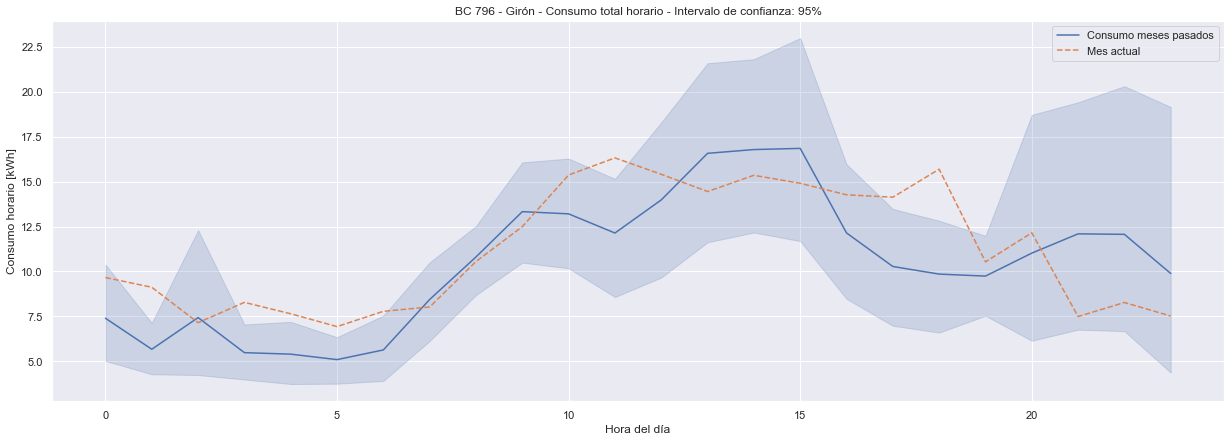 BC 796 - Girón - Consumo total horario - Intervalo de confianza: 95%
Consumo meses pasados
Mes actual
Consumo horario [kWh]
22.5
20.0
17.5
15.0
12.5
10.0
7.5
5.0
0
5
10
15
20
Hora del día